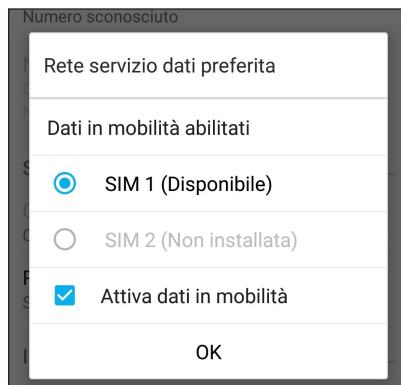 Numero sconosciuto
Rete servizio dati preferita
Dati in mobilità abilitati
SIM 1 (Disponibile)
SIM 2 (Non installata)
Attiva dati in mobilità
OK